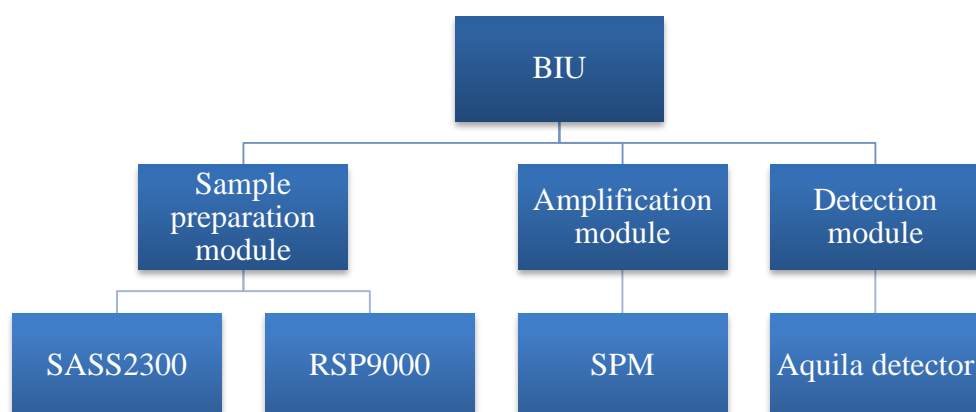 BIU
Sample
preparation
module
Amplification
module
Detection
module
SASS2300
RSP9000
SPM
Aquila detector